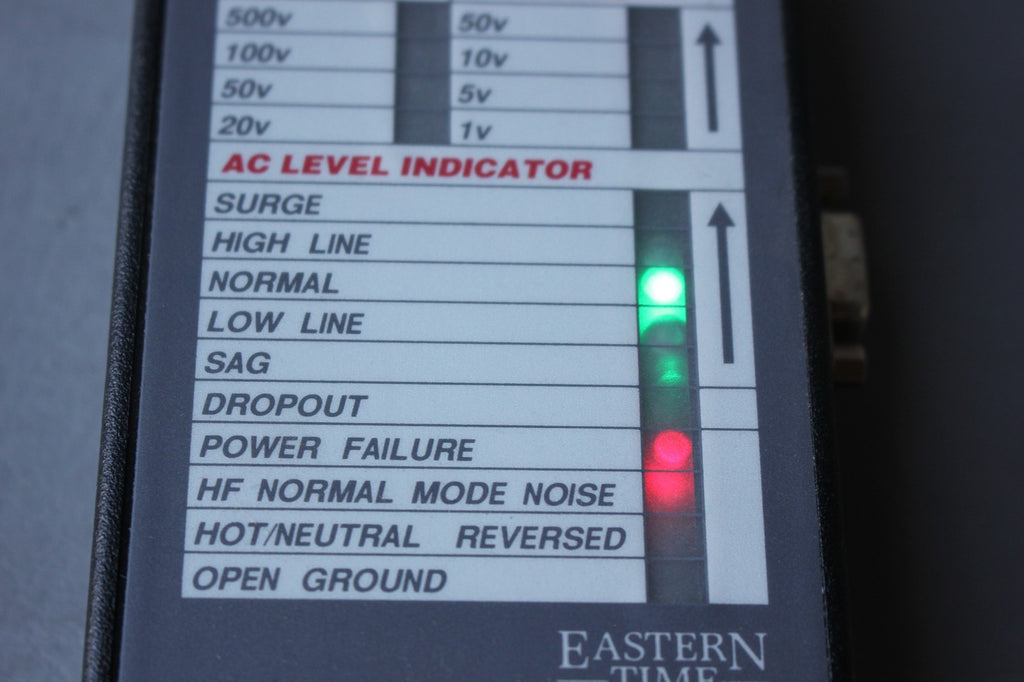 500v 50v
100v 10v
50v 5v
20v 1v
AC LEVEL INDICATOR
SURGE
HIGH LINE
NORMAL
LOW LINE
SAG
DROPOUT
POWER FAILURE
HF NORMAL MODE NOISE
HOT/NEUTRAL REVERSED
OPEN GROUND
EASTERN
TIME